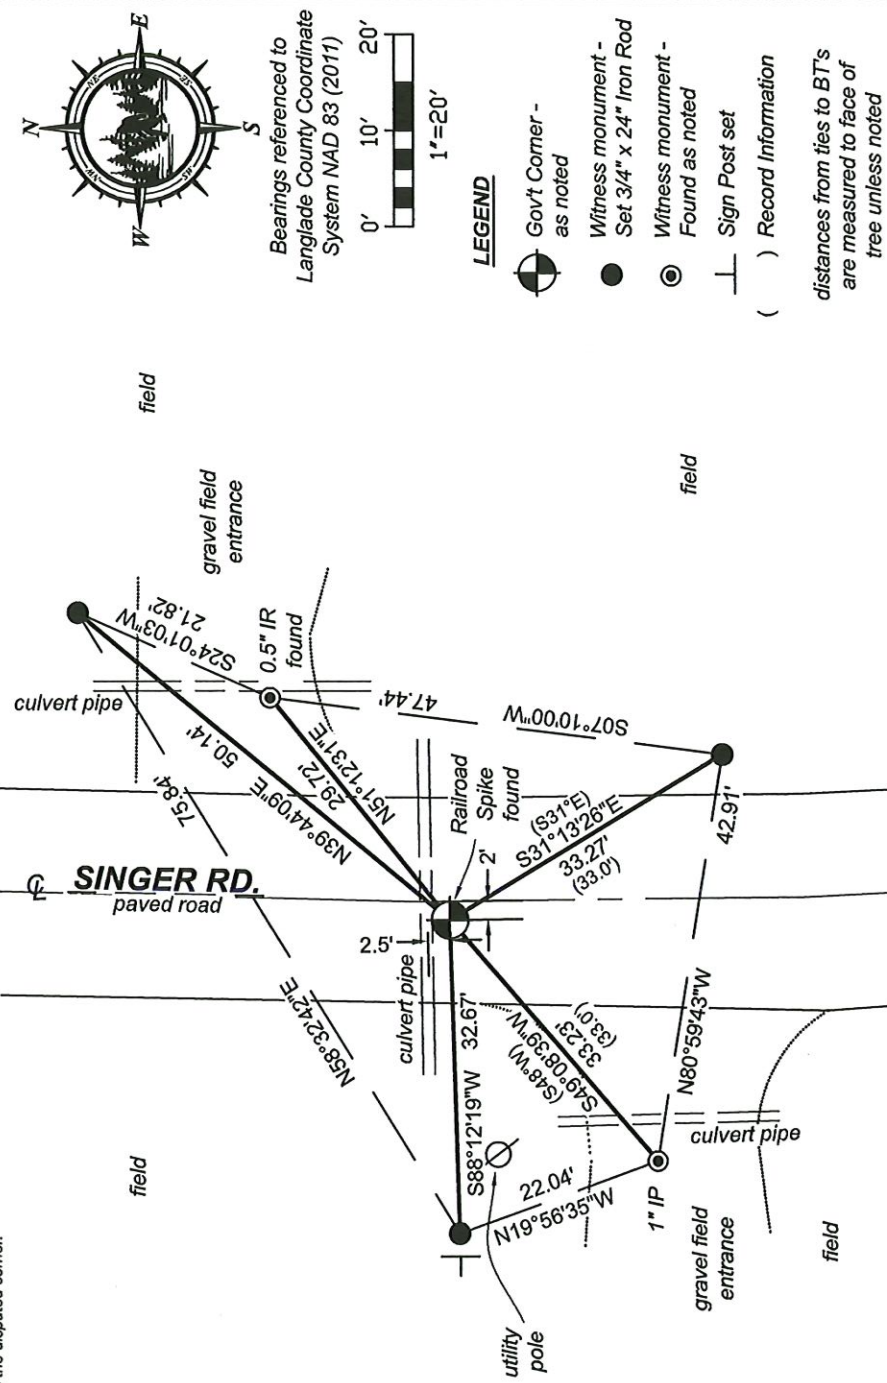 the disputed corner.
N
NE
E
SE
S
SW
W
NW
Bearings referenced to
Langlade County Coordinate
System NAD 83 (2011)
0' 10' 20'
1"=20'
LEGEND
Gov't Corner -
as noted
Witness monument -
Set 3/4" x 24" Iron Rod
Witness monument -
Found as noted
Sign Post set
( ) Record Information
distances from ties to BT's
are measured to face of
tree unless noted
field
gravel field
entrance
culvert pipe
S24°01'03"W
21.82'
0.5" IR
found
50.14'
N39°44'09"E
29.72'
N51°12'31"E
75.84'
N58°32'42"E
47.44'
S07°10'00"W
℄ SINGER RD.
paved road
Railroad
Spike
found
2'
2.5'
culvert pipe
(S31°E)
S31°13'26"E
33.27'
(33.0')
42.91'
N80°59'43"W
32.67'
S88°12'19"W
(S48°W)
S49°08'39"W
33.23'
(33.0')
22.04'
N19°56'35"W
1" IP
culvert pipe
utility
pole
gravel field
entrance
field
field
field